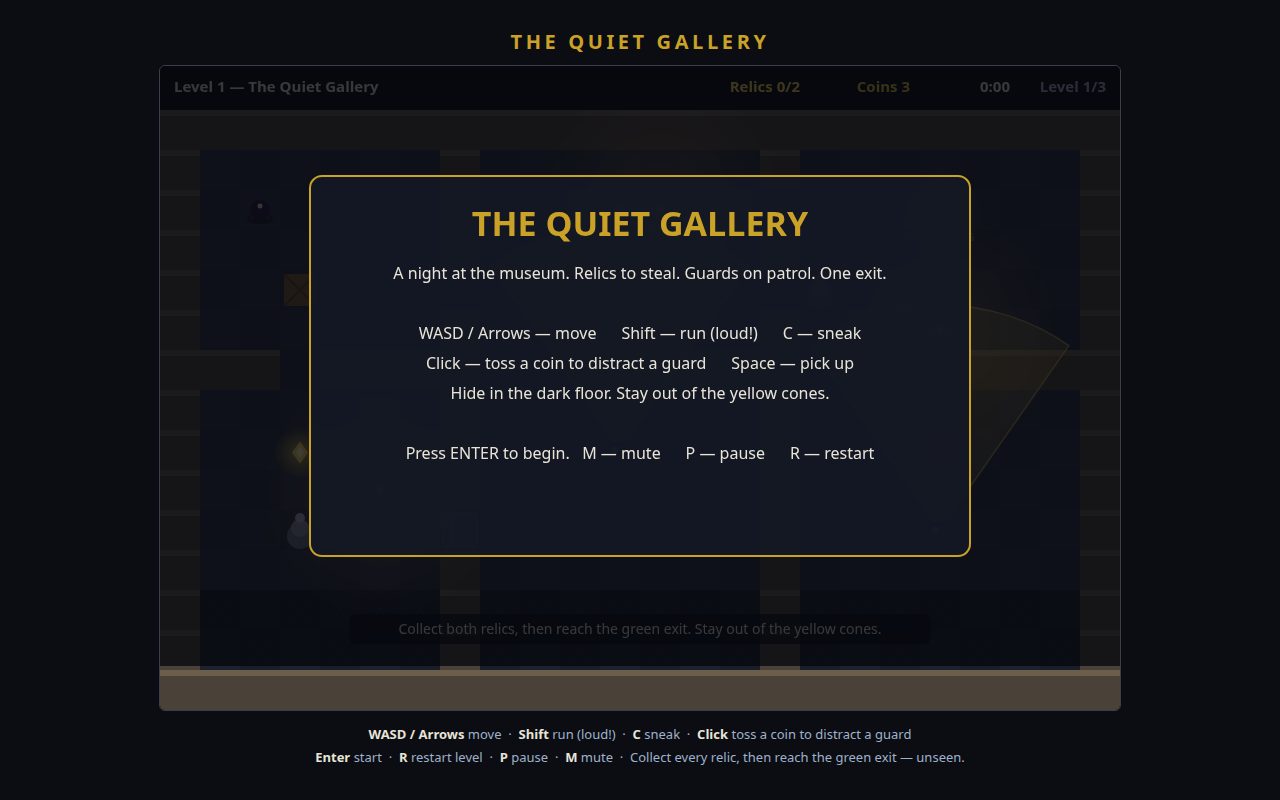 THE QUIET GALLERY
Level 1 — The Quiet Gallery Relics 0/2 Coins 3 0:00 Level 1/3
THE QUIET GALLERY
A night at the museum. Relics to steal. Guards on patrol. One exit.
WASD / Arrows — move Shift — run (loud!) C — sneak
Click — toss a coin to distract a guard Space — pick up
Hide in the dark floor. Stay out of the yellow cones.
Press ENTER to begin. M — mute P — pause R — restart
Collect both relics, then reach the green exit. Stay out of the yellow cones.
WASD / Arrows move · Shift run (loud!) · C sneak · Click toss a coin to distract a guard
Enter start · R restart level · P pause · M mute · Collect every relic, then reach the green exit — unseen.